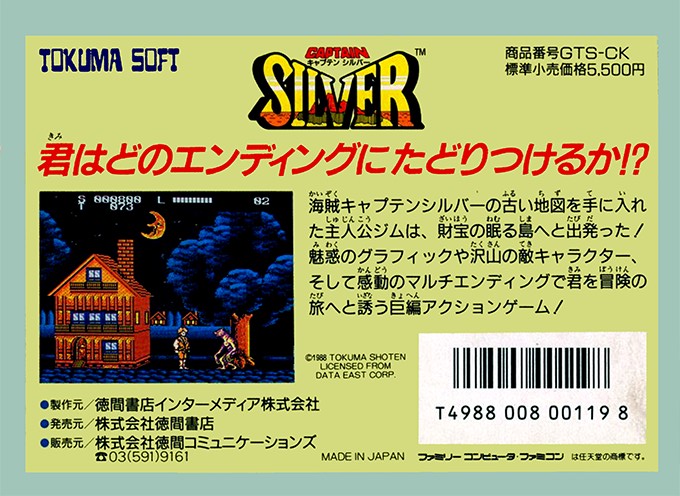 TOKUMA SOFT
CAPTAIN
キャプテン シルバー
SILVER™
商品番号GTS-CK
標準小売価格5,500円
君はどのエンディングにたどりつけるか!?
S 000800 L 02
T 073
海賊キャプテンシルバーの古い地図を手に入れ
た主人公ジムは、財宝の眠る島へと出発った!
魅惑のグラフィックや沢山の敵キャラクター、
そして感動のマルチエンディングで君を冒険の
旅へと誘う巨編アクションゲーム!
©1988 TOKUMA SHOTEN
LICENSED FROM
DATA EAST CORP.
●製作元/徳間書店インターメディア株式会社
●発売元/株式会社徳間書店
●販売元/株式会社徳間コミュニケーションズ
☎03(591)9161
T4988 008 00119 8
MADE IN JAPAN
ファミリーコンピュータ・ファミコン は任天堂の商標です。